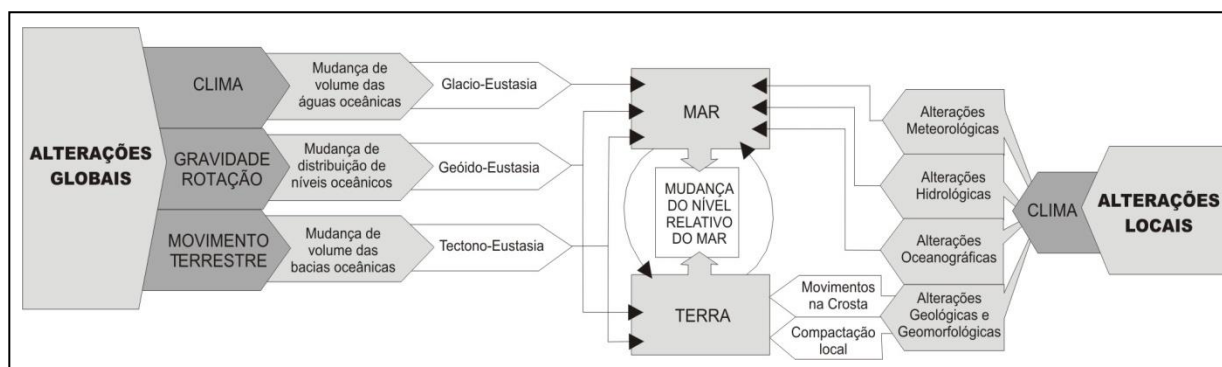 ALTERAÇÕES
GLOBAIS
CLIMA
Mudança de
volume das
águas oceânicas
Glacio-Eustasia
GRAVIDADE
ROTAÇÃO
Mudança de
distribuição de
níveis oceânicos
Geóido-Eustasia
MOVIMENTO
TERRESTRE
Mudança de
volume das
bacias oceânicas
Tectono-Eustasia
MAR
MUDANÇA
DO NÍVEL
RELATIVO
DO MAR
TERRA
Movimentos
na Crosta
Compactação
local
Alterações
Meteorológicas
Alterações
Hidrológicas
Alterações
Oceanográficas
Alterações
Geológicas e
Geomorfológicas
CLIMA
ALTERAÇÕES
LOCAIS